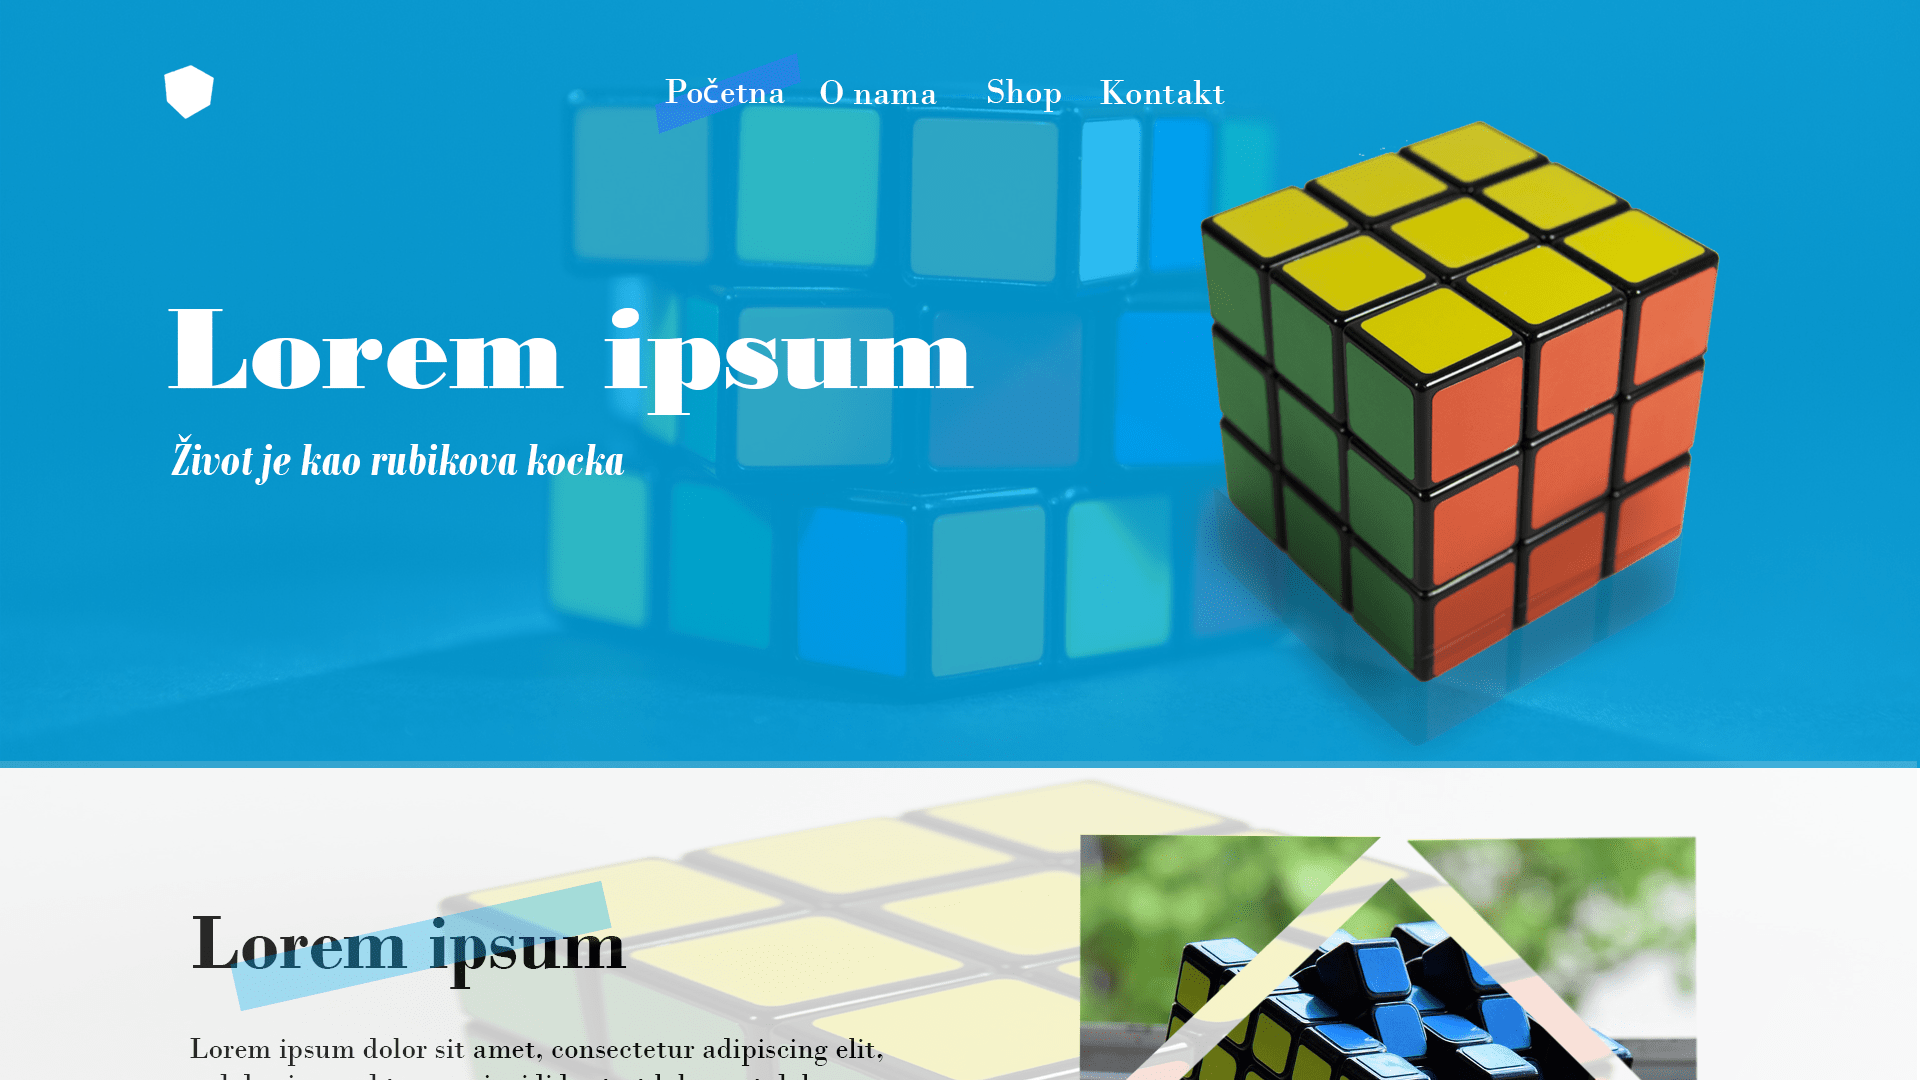 Početna O nama Shop Kontakt
Lorem ipsum
Život je kao rubikova kocka
Lorem ipsum
Lorem ipsum dolor sit amet, consectetur adipiscing elit,